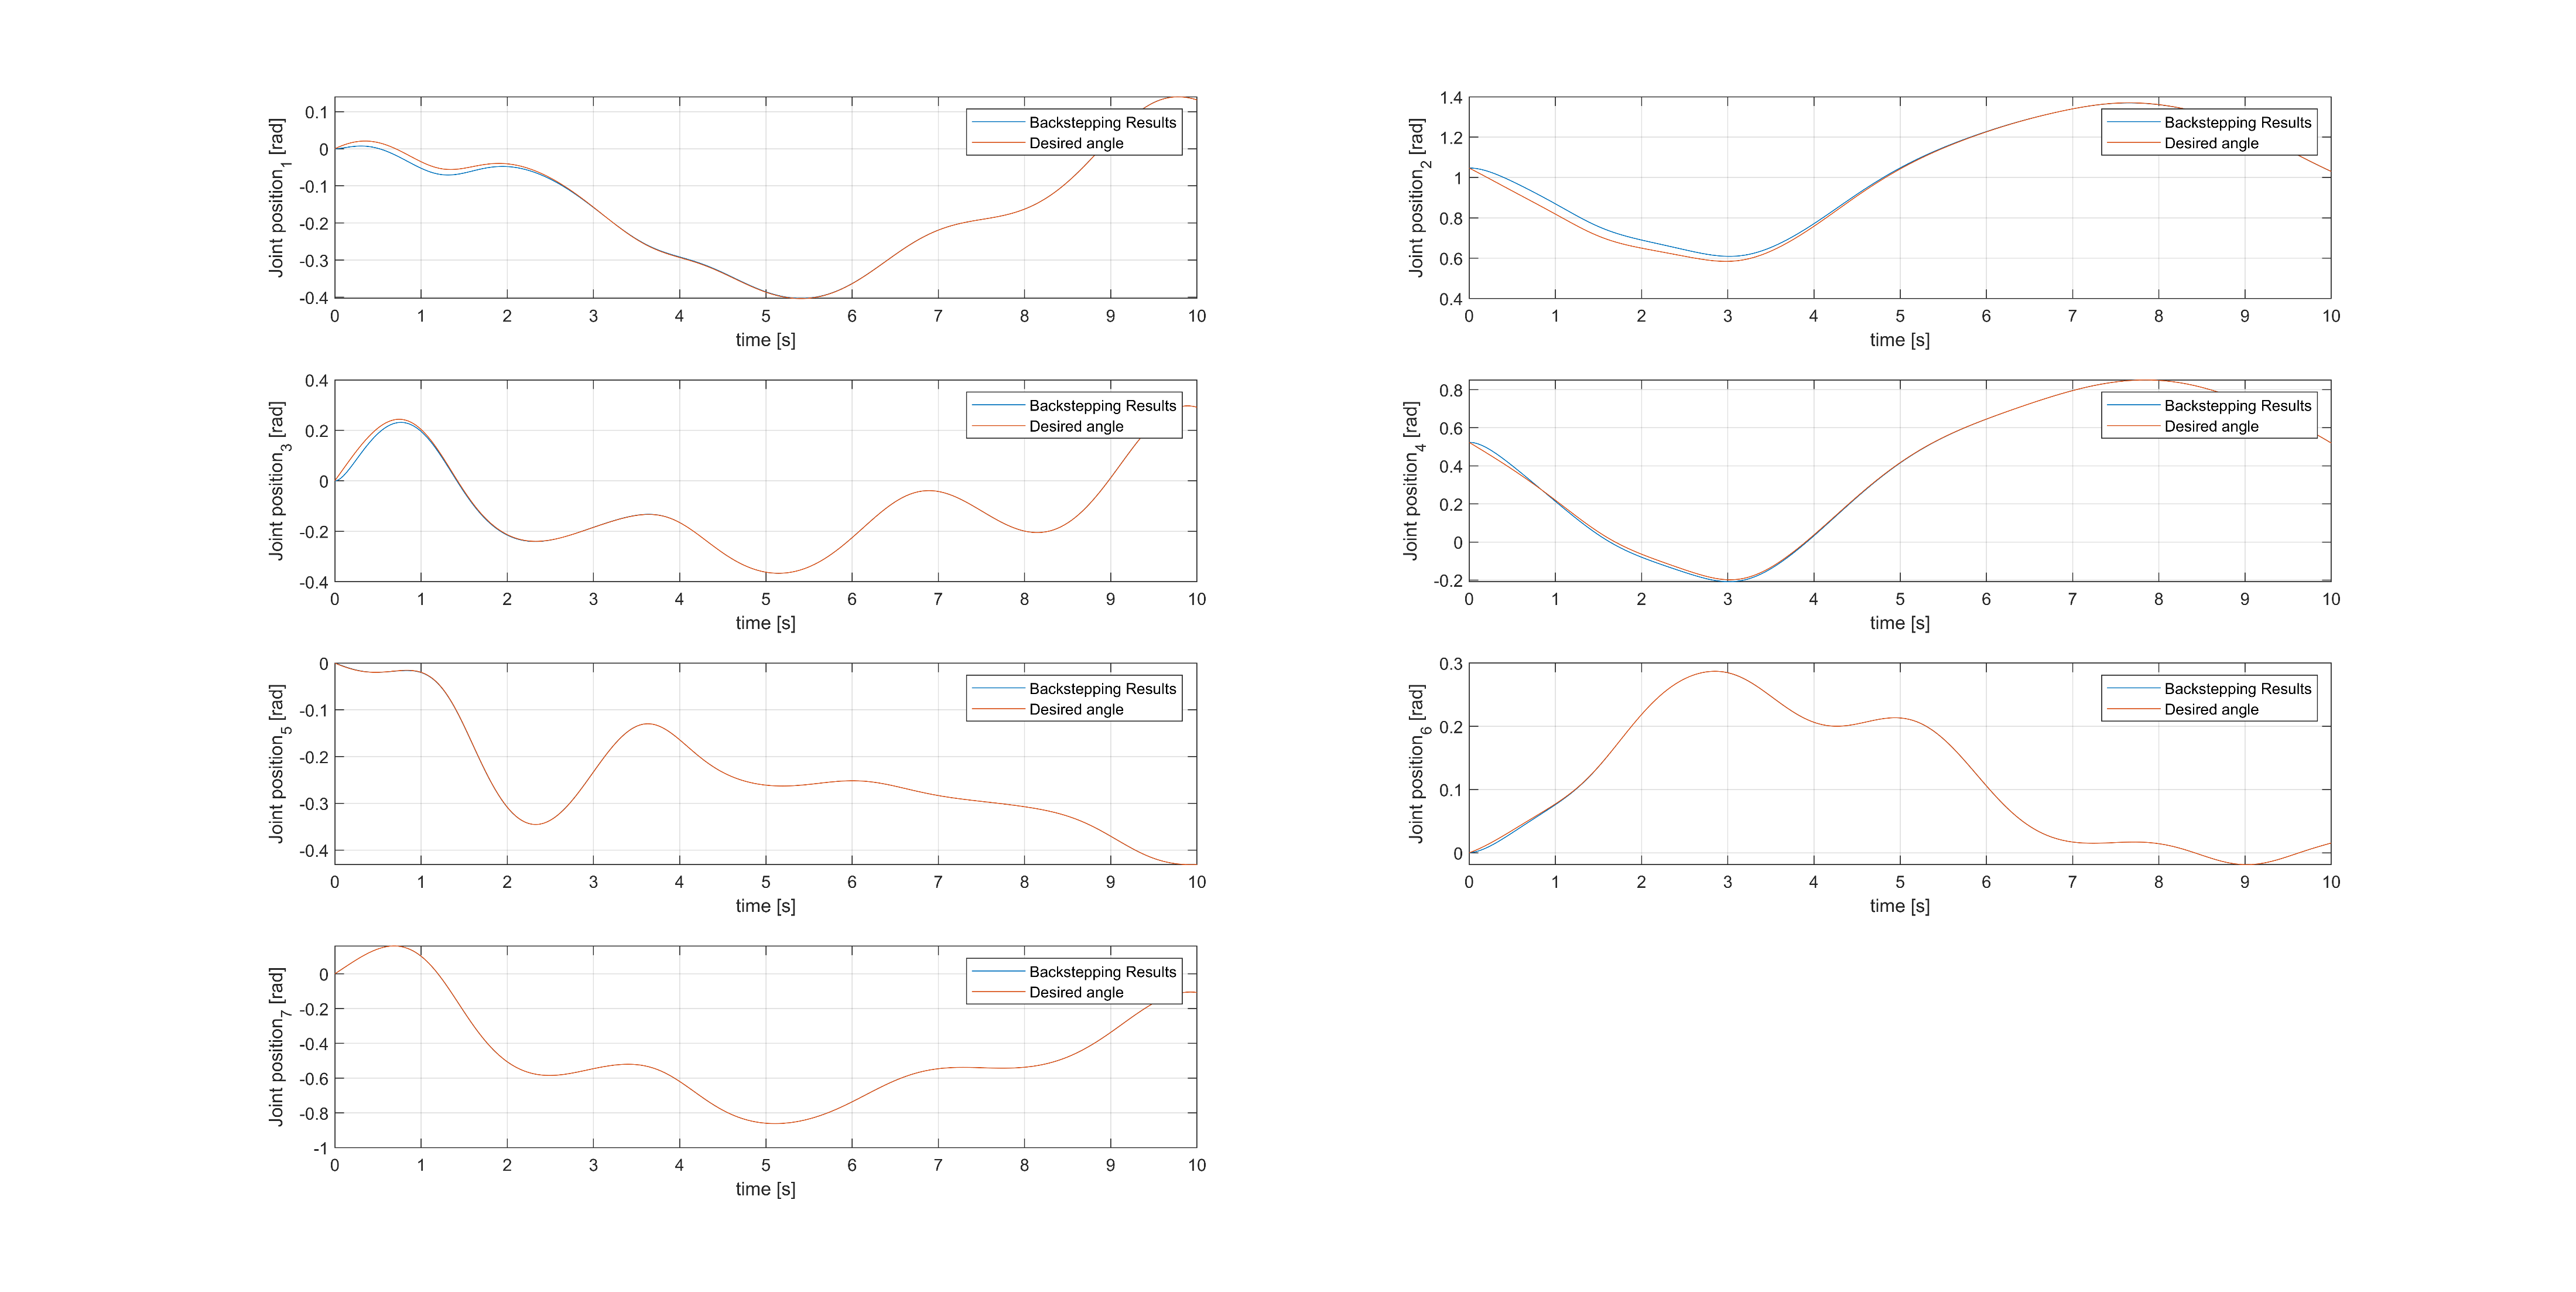 0.1
0
-0.1
-0.2
-0.3
-0.4
Joint position1 [rad]
Backstepping Results
Desired angle
0 1 2 3 4 5 6 7 8 9 10
time [s]
1.4
1.2
1
0.8
0.6
0.4
Joint position2 [rad]
Backstepping Results
Desired angle
0 1 2 3 4 5 6 7 8 9 10
time [s]
0.4
0.2
0
-0.2
-0.4
Joint position3 [rad]
Backstepping Results
Desired angle
0 1 2 3 4 5 6 7 8 9 10
time [s]
0.8
0.6
0.4
0.2
0
-0.2
Joint position4 [rad]
Backstepping Results
Desired angle
0 1 2 3 4 5 6 7 8 9 10
time [s]
0
-0.1
-0.2
-0.3
-0.4
Joint position5 [rad]
Backstepping Results
Desired angle
0 1 2 3 4 5 6 7 8 9 10
time [s]
0.3
0.2
0.1
0
Joint position6 [rad]
Backstepping Results
Desired angle
0 1 2 3 4 5 6 7 8 9 10
time [s]
0
-0.2
-0.4
-0.6
-0.8
-1
Joint position7 [rad]
Backstepping Results
Desired angle
0 1 2 3 4 5 6 7 8 9 10
time [s]